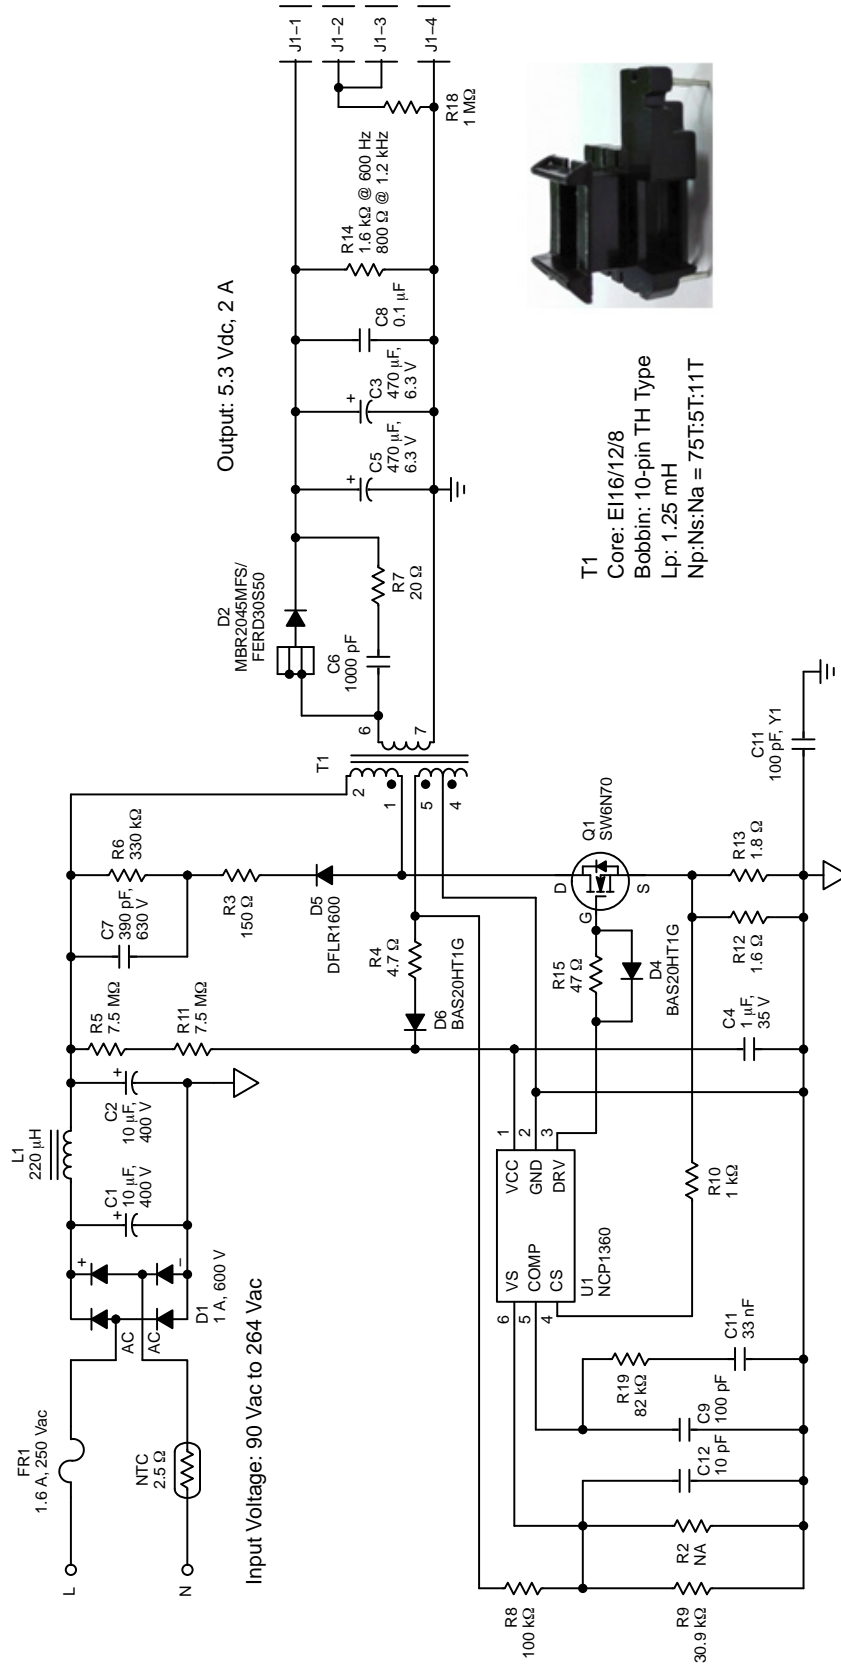 L
N
FR1
1.6 A, 250 Vac
NTC
2.5 Ω
Input Voltage: 90 Vac to 264 Vac
AC
AC
+
−
D1
1 A, 600 V
C1
10 μF,
400 V
+
L1
220 μH
C2
10 μF,
400 V
+
R5
7.5 MΩ
R11
7.5 MΩ
C7
390 pF,
630 V
R6
330 kΩ
R3
150 Ω
D5
DFLR1600
R4
4.7 Ω
D6
BAS20HT1G
T1
2
1
5
4
6
7
D2
MBR2045MFS/
FERD30S50
C6
1000 pF
R7
20 Ω
Output: 5.3 Vdc, 2 A
+
C5
470 μF,
6.3 V
+
C3
470 μF,
6.3 V
C8
0.1 μF
R14
1.6 kΩ @ 600 Hz
800 Ω @ 1.2 kHz
R18
1 MΩ
J1−1
J1−2
J1−3
J1−4
R8
100 kΩ
R9
30.9 kΩ
R2
NA
C12
10 pF
C9
100 pF
R19
82 kΩ
C11
33 nF
6
5
4
VS
COMP
CS
VCC
GND
DRV
1
2
3
U1
NCP1360
R10
1 kΩ
R15
47 Ω
D4
BAS20HT1G
D
G
S
Q1
SW6N70
C4
1 μF,
35 V
R12
1.6 Ω
R13
1.8 Ω
C11
100 pF, Y1
T1
Core: EI16/12/8
Bobbin: 10-pin TH Type
Lp: 1.25 mH
Np:Ns:Na = 75T:5T:11T